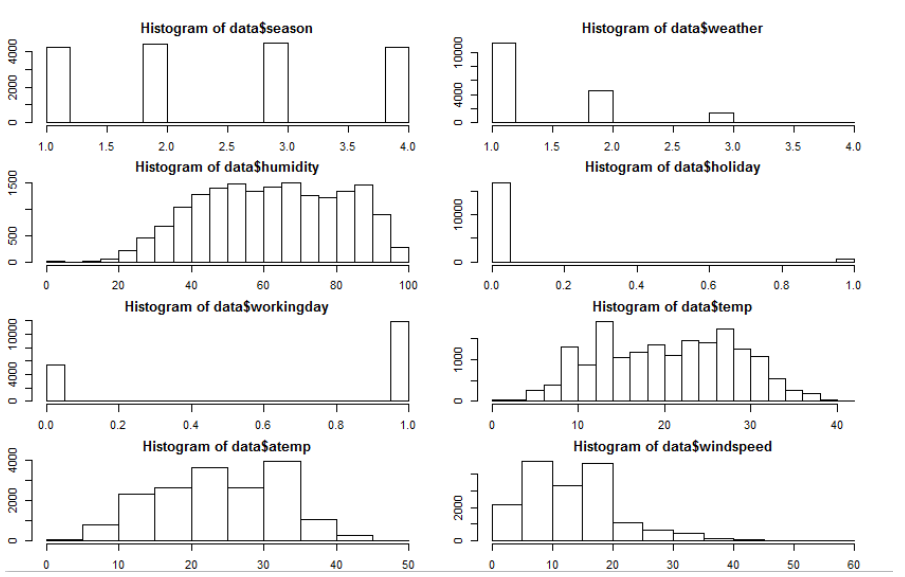 Histogram of data$season
0 2000 4000
1.0 1.5 2.0 2.5 3.0 3.5 4.0
Histogram of data$weather
0 4000 10000
1.0 1.5 2.0 2.5 3.0 3.5 4.0
Histogram of data$humidity
0 500 1500
0 20 40 60 80 100
Histogram of data$holiday
0 10000
0.0 0.2 0.4 0.6 0.8 1.0
Histogram of data$workingday
0 4000 10000
0.0 0.2 0.4 0.6 0.8 1.0
Histogram of data$temp
0 1000
0 10 20 30 40
Histogram of data$atemp
0 2000 4000
0 10 20 30 40 50
Histogram of data$windspeed
0 2000
0 10 20 30 40 50 60